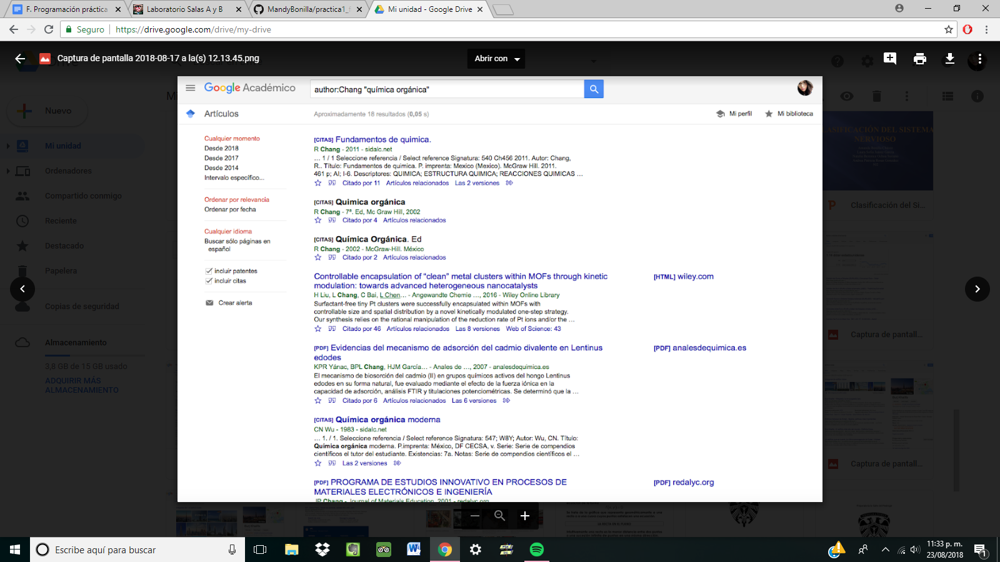 F. Programación práctica
Laboratorio Salas A y B
MandyBonilla/practica1_f
Mi unidad - Google Drive
Seguro
https://drive.google.com/drive/my-drive
Captura de pantalla 2018-08-17 a la(s) 12.13.45.png
Abrir con
Google Académico
author:Chang "química orgánica"
Artículos
Aproximadamente 18 resultados (0,05 s)
Mi perfil
Mi biblioteca
Cualquier momento
Desde 2018
Desde 2017
Desde 2014
Intervalo específico...
Ordenar por relevancia
Ordenar por fecha
Cualquier idioma
Buscar sólo páginas en
español
incluir patentes
incluir citas
Crear alerta
[CITAS] Fundamentos de quimica.
R Chang - 2011 - sidalc.net
... 1 / 1 Seleccione referencia / Select reference Signatura: 540 Ch456 2011. Autor: Chang,
R.. Título: Fundamentos de quimica. P. imprenta: Mexico (Mexico). McGraw Hill. 2011.
461 p; Al; I-6. Descriptores: QUIMICA; ESTRUCTURA QUIMICA; REACCIONES QUIMICAS ...
Citado por 11 Artículos relacionados Las 2 versiones
[CITAS] Quimica orgánica
R Chang - 7ª. Ed, Mc Graw Hill, 2002
Citado por 4 Artículos relacionados
[CITAS] Química Orgánica. Ed
R Chang - 2002 - McGraw-Hill. México
Citado por 2 Artículos relacionados
Controllable encapsulation of “clean” metal clusters within MOFs through kinetic
modulation: towards advanced heterogeneous nanocatalysts
H Liu, L Chang, C Bai, L Chen... - Angewandte Chemie ..., 2016 - Wiley Online Library
Surfactant-free tiny Pt clusters were successfully encapsulated within MOFs with
controllable size and spatial distribution by a novel kinetically modulated one-step strategy.
Our synthesis relies on the rational manipulation of the reduction rate of Pt ions and/or the ...
Citado por 46 Artículos relacionados Las 8 versiones Web of Science: 43
[HTML] wiley.com
[PDF] Evidencias del mecanismo de adsorción del cadmio divalente en Lentinus
edodes
KPR Yánac, BPL Chang, HJM García... - Anales de ..., 2007 - analesdequimica.es
El mecanismo de biosorción del cadmio (II) en grupos químicos activos del hongo Lentinus
edodes en su forma natural, fue evaluado mediante el efecto de la fuerza iónica en la
capacidad de adsorción, análisis FTIR y titulaciones potenciométricas. Se determinó que la ...
Citado por 6 Artículos relacionados Las 6 versiones
[PDF] analesdequimica.es
[CITAS] Química orgánica moderna
CN Wu - 1983 - sidalc.net
... 1. / 1. Seleccione referencia / Select reference Signatura: 547; W8Y; Autor: Wu, CN. Título:
Química orgánica moderna. P.imprenta: México, DF CECSA, v. Serie: Serie de compendios
científicos el tutor del estudiante. Existencias: 7a. Notas: Serie de compendios científicos el ...
Las 2 versiones
[PDF] PROGRAMA DE ESTUDIOS INNOVATIVO EN PROCESOS DE
MATERIALES ELECTRÓNICOS E INGENIERÍA
JP Chang - Journal of Materials Education, 2001 - redalyc.org
[PDF] redalyc.org
Nuevo
Mi unidad
Ordenadores
Compartido conmigo
Reciente
Destacado
Papelera
Copias de seguridad
Almacenamiento
3,8 GB de 15 GB usado
ADQUIRIR MÁS
ALMACENAMIENTO
CLASIFICACIÓN DEL SISTEMA
NERVIOSO
Clasificación del Si...
Captura de pantall...
Captura de pantall...
Escribe aquí para buscar
11:33 p. m.
23/08/2018
1